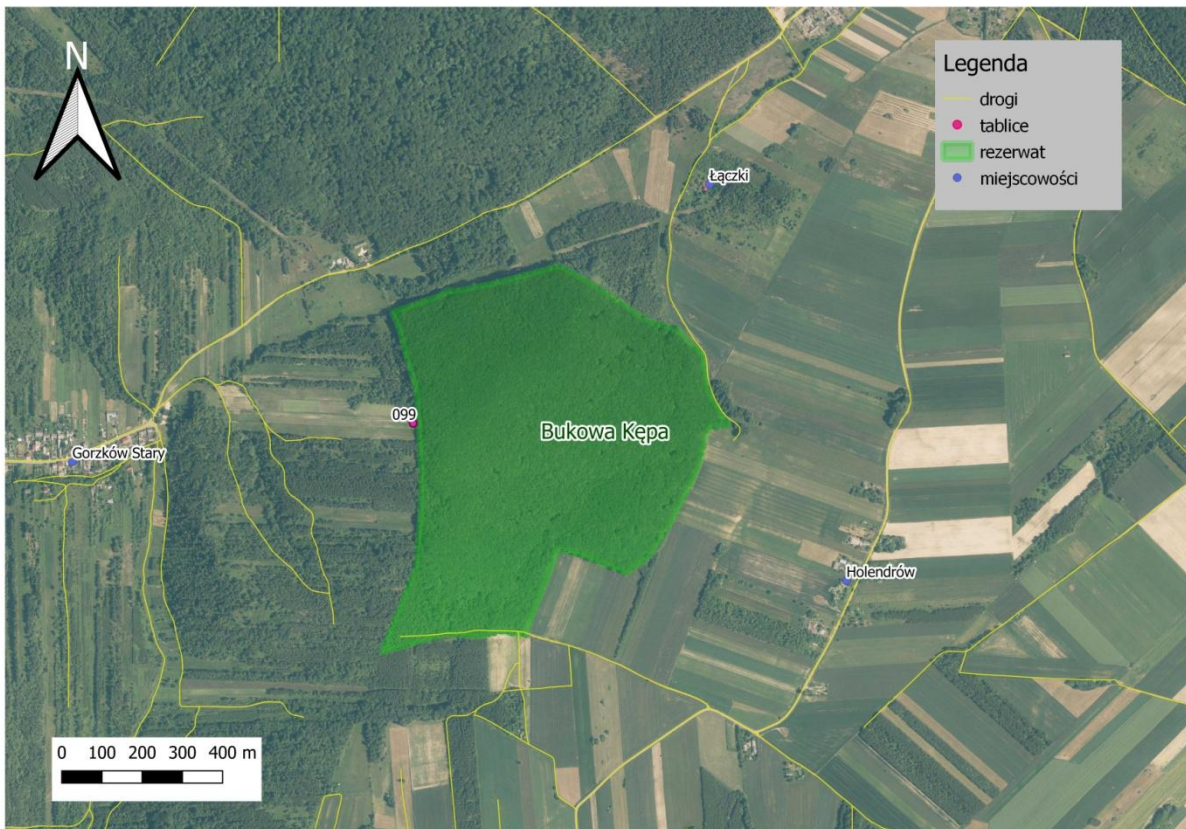 N
Legenda
drogi
tablice
rezerwat
miejscowości
Łączki
099
Bukowa Kępa
Gorzków Stary
Holendrów
0 100 200 300 400 m